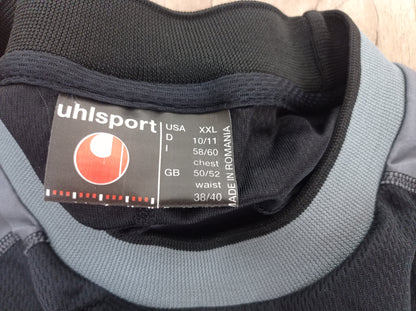 uhlsport
USA XXL
D 10/11
I 58/60
chest
GB 50/52
waist
38/40
MADE IN ROMANIA